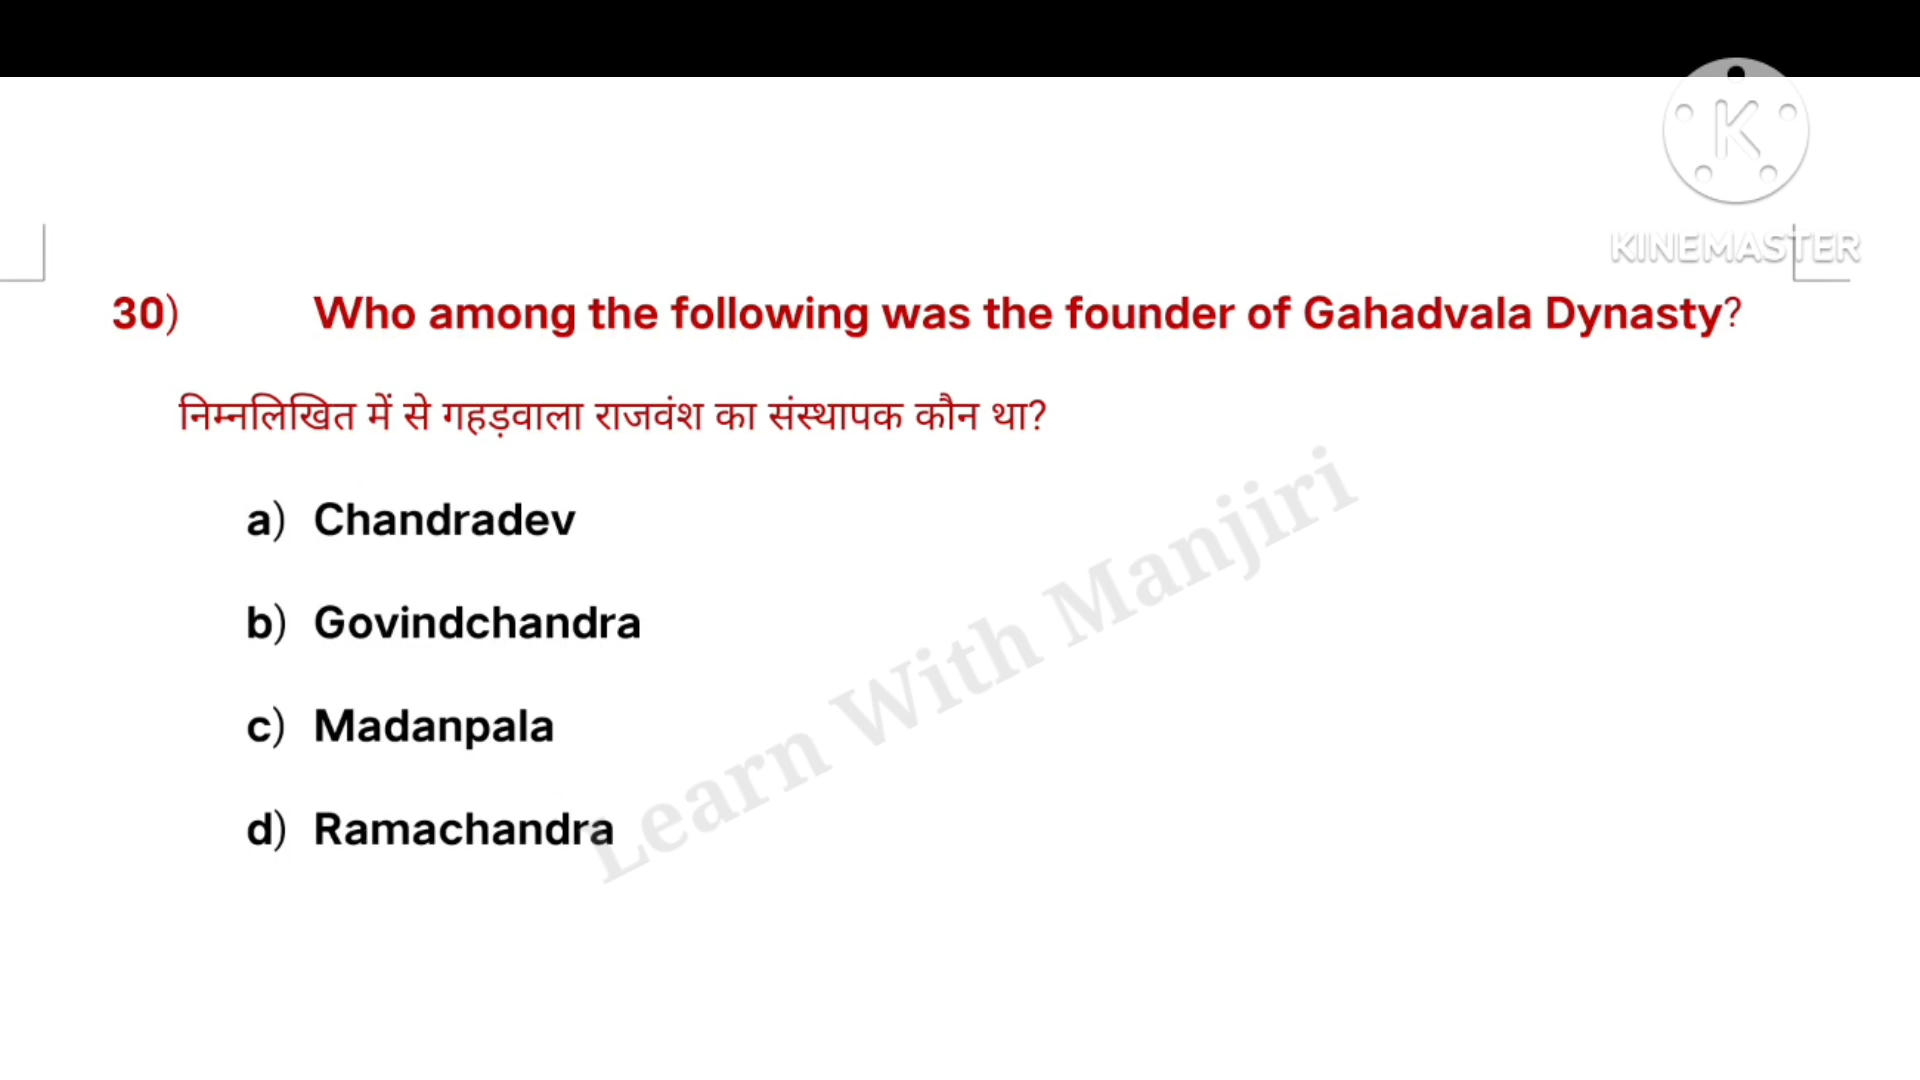 KINEMASTER
30) Who among the following was the founder of Gahadvala Dynasty?
निम्नलिखित में से गहड़वाला राजवंश का संस्थापक कौन था?
a) Chandradev
b) Govindchandra
c) Madanpala
d) Ramachandra
Learn With Manjiri